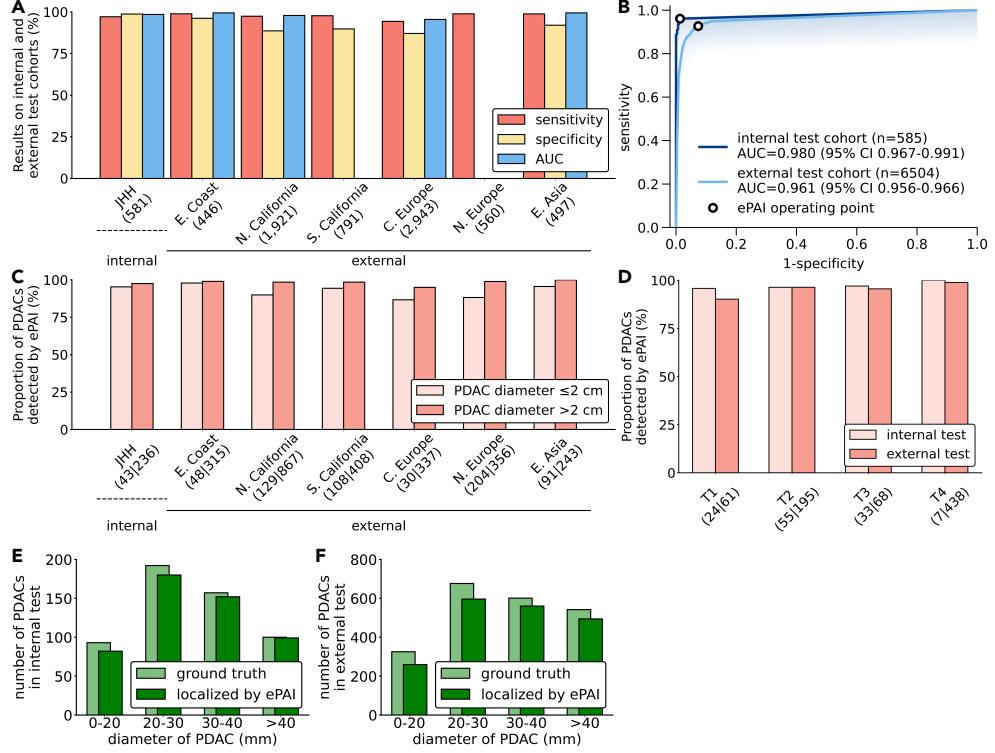 A
Results on internal and
external test cohorts (%)
100
75
50
25
0
sensitivity
specificity
AUC
JHH
(581)
E. Coast
(446)
N. California
(1,921)
S. California
(791)
C. Europe
(2,943)
N. Europe
(560)
E. Asia
(497)
internal
external
B
sensitivity
1.0
0.8
0.6
0.4
0.2
0.0
internal test cohort (n=585)
AUC=0.980 (95% CI 0.967-0.991)
external test cohort (n=6504)
AUC=0.961 (95% CI 0.956-0.966)
ePAI operating point
0.0
0.2
0.4
0.6
0.8
1.0
1-specificity
C
Proportion of PDACs
detected by ePAI (%)
100
75
50
25
0
PDAC diameter ≤2 cm
PDAC diameter >2 cm
JHH
(43|236)
E. Coast
(48|315)
N. California
(129|867)
S. California
(108|408)
C. Europe
(30|337)
N. Europe
(204|356)
E. Asia
(91|243)
internal
external
D
Proportion of PDACs
detected by ePAI (%)
100
75
50
25
0
internal test
external test
T1
(24|61)
T2
(55|195)
T3
(33|68)
T4
(7|438)
E
number of PDACs
in internal test
200
150
100
50
0
ground truth
localized by ePAI
0-20
20-30
30-40
>40
diameter of PDAC (mm)
F
number of PDACs
in external test
800
600
400
200
0
ground truth
localized by ePAI
0-20
20-30
30-40
>40
diameter of PDAC (mm)